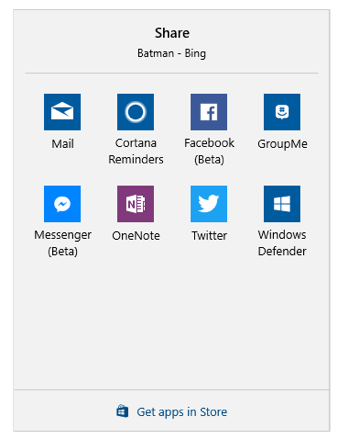 Share
Batman - Bing
Mail
Cortana
Reminders
Facebook
(Beta)
GroupMe
Messenger
(Beta)
OneNote
Twitter
Windows
Defender
Get apps in Store